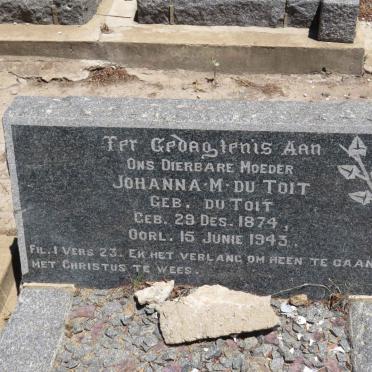 Ter Gedagtenis Aan
Ons Dierbare Moeder
Johanna·M·du Toit
Geb. du Toit
Geb. 29 Des. 1874,
Oorl. 15 Junie 1943.
Fil. 1 Vers 23. Ek het verlang om heen te gaan
met Christus te wees.